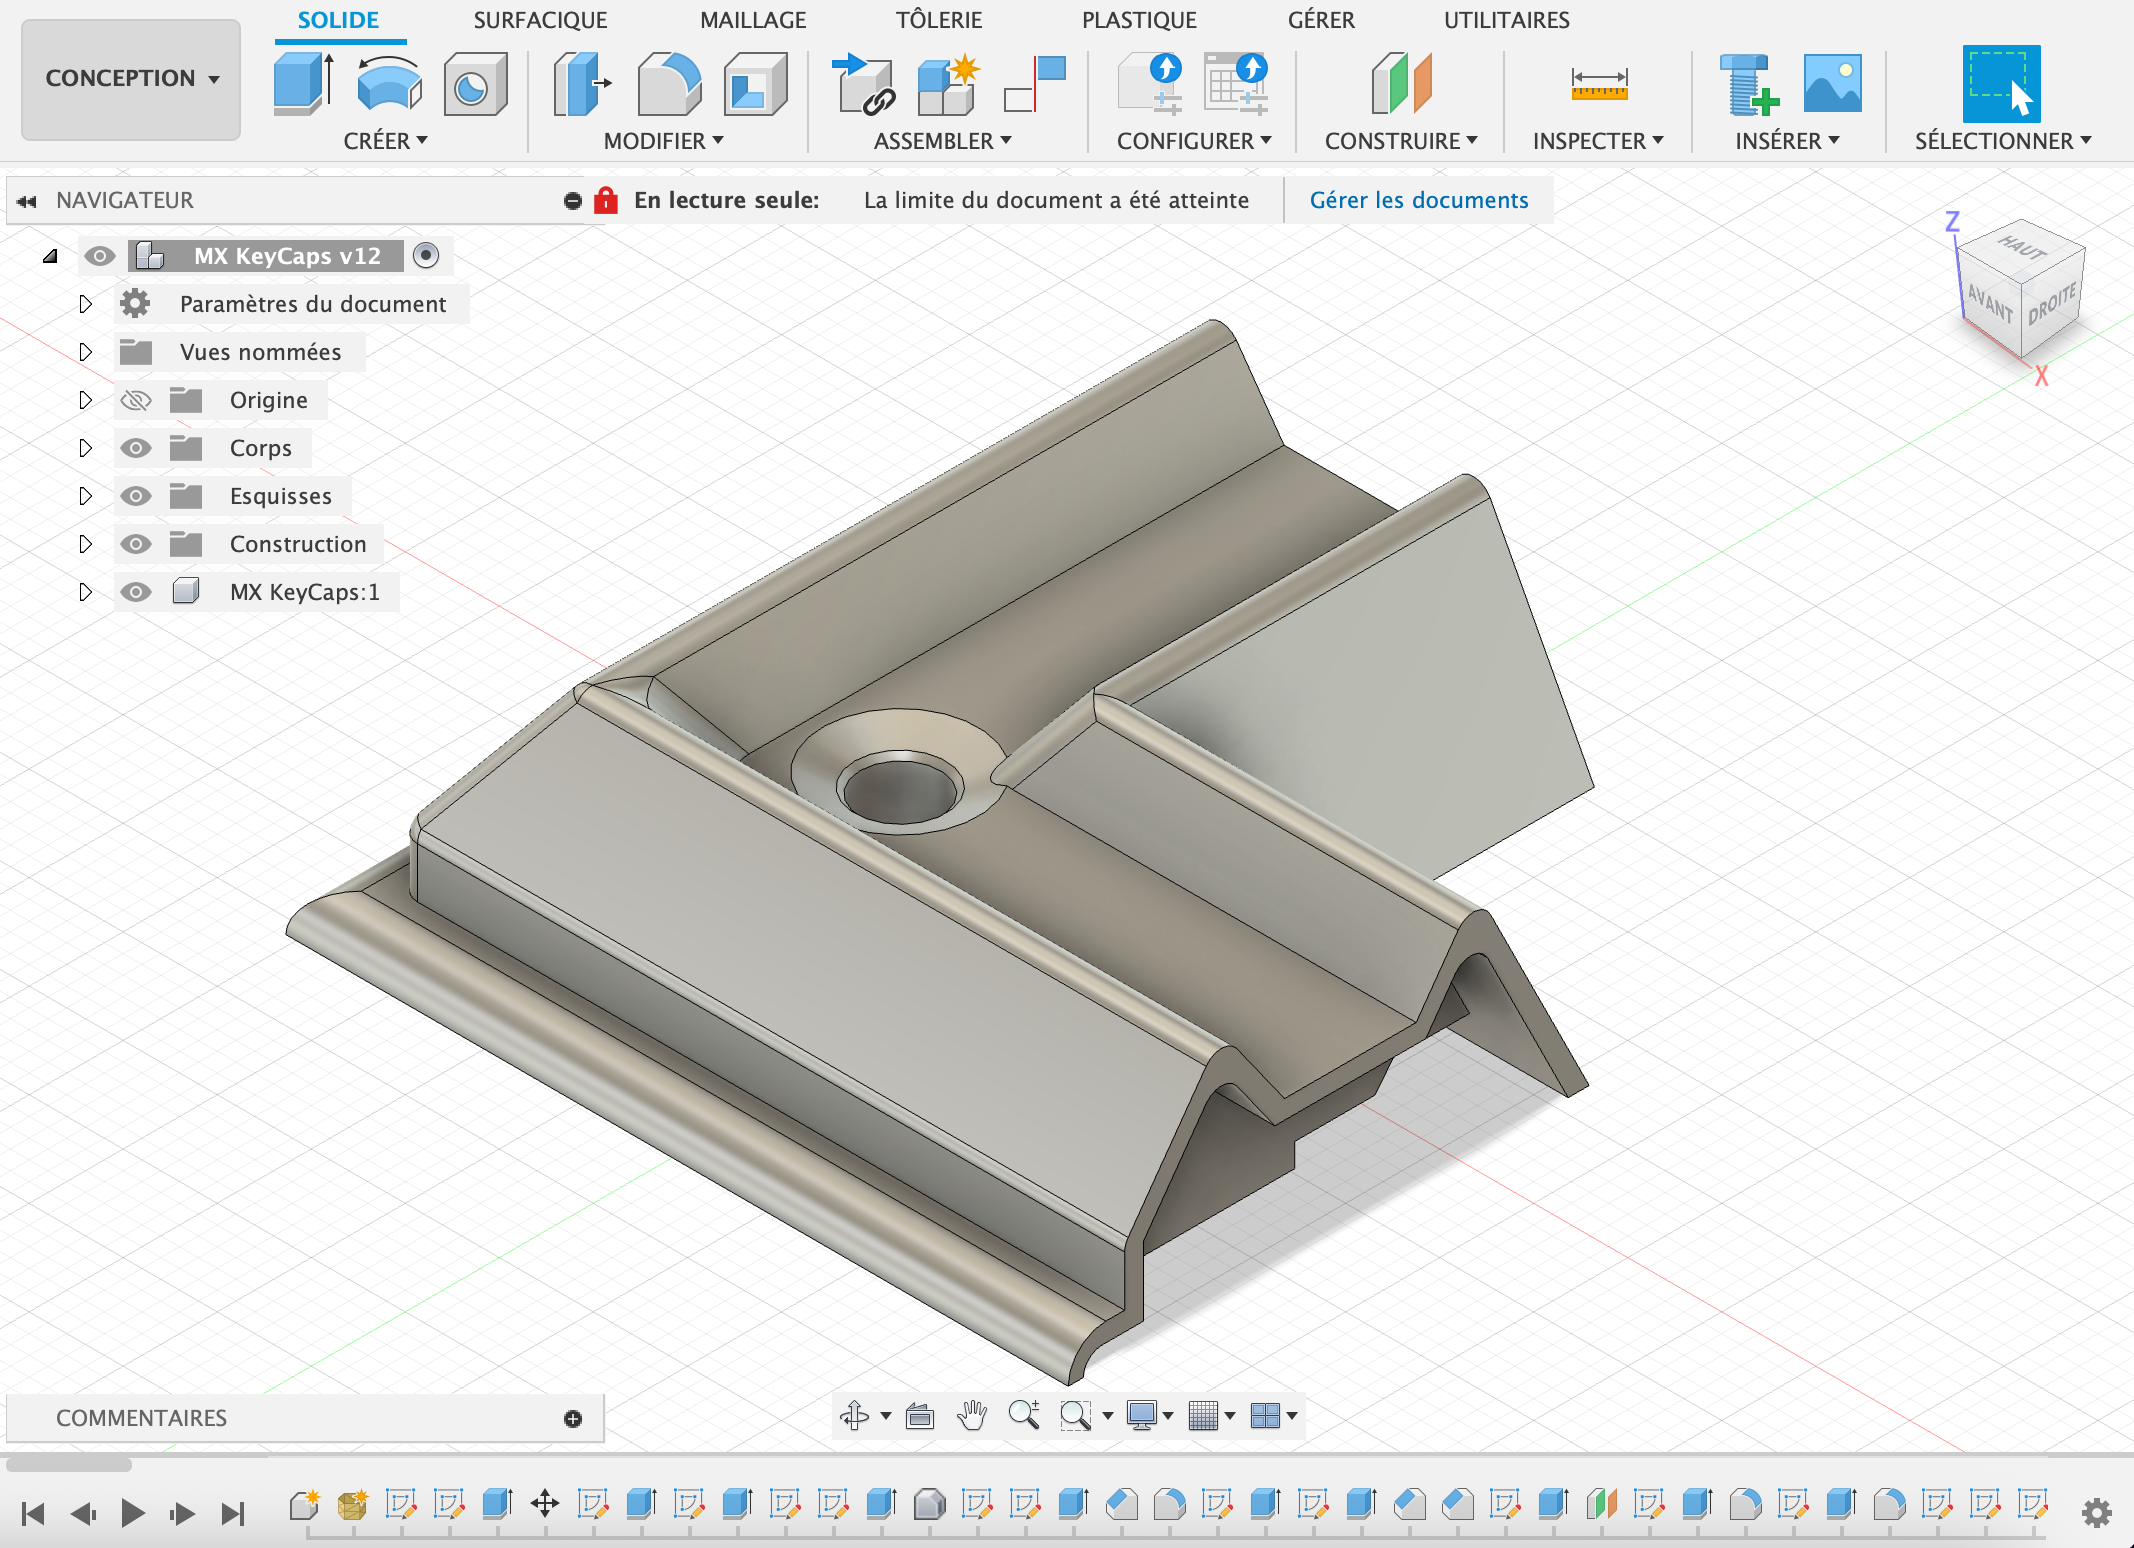 CONCEPTION
SOLIDE
SURFACIQUE
MAILLAGE
TÔLERIE
PLASTIQUE
GÉRER
UTILITAIRES
CRÉER
MODIFIER
ASSEMBLER
CONFIGURER
CONSTRUIRE
INSPECTER
INSÉRER
SÉLECTIONNER
NAVIGATEUR
En lecture seule:
La limite du document a été atteinte
Gérer les documents
MX KeyCaps v12
Paramètres du document
Vues nommées
Origine
Corps
Esquisses
Construction
MX KeyCaps:1
Z
HAUT
AVANT
DROITE
X
COMMENTAIRES